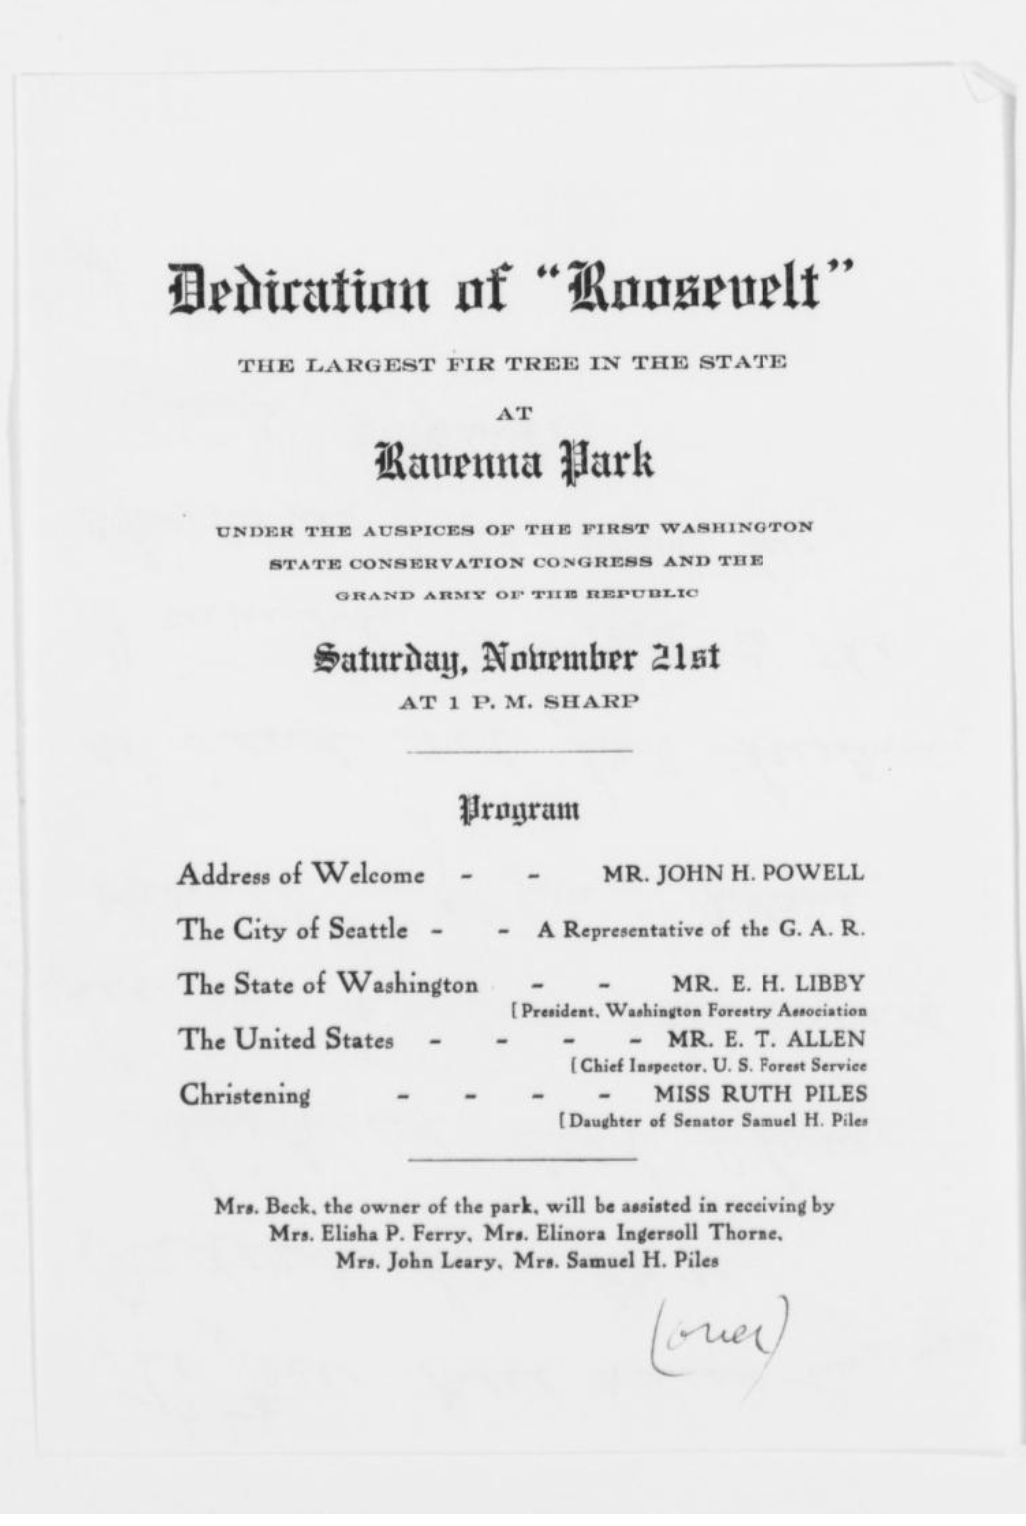 Dedication of “Roosevelt”
THE LARGEST FIR TREE IN THE STATE
AT
Ravenna Park
UNDER THE AUSPICES OF THE FIRST WASHINGTON
STATE CONSERVATION CONGRESS AND THE
GRAND ARMY OF THE REPUBLIC
Saturday, November 21st
AT 1 P. M. SHARP
Program
Address of Welcome - - MR. JOHN H. POWELL
The City of Seattle - - A Representative of the G. A. R.
The State of Washington - - MR. E. H. LIBBY
[President, Washington Forestry Association
The United States - - - - MR. E. T. ALLEN
[Chief Inspector, U. S. Forest Service
Christening - - - - MISS RUTH PILES
[Daughter of Senator Samuel H. Piles
Mrs. Beck, the owner of the park, will be assisted in receiving by
Mrs. Elisha P. Ferry, Mrs. Elinora Ingersoll Thorne,
Mrs. John Leary, Mrs. Samuel H. Piles
(over)